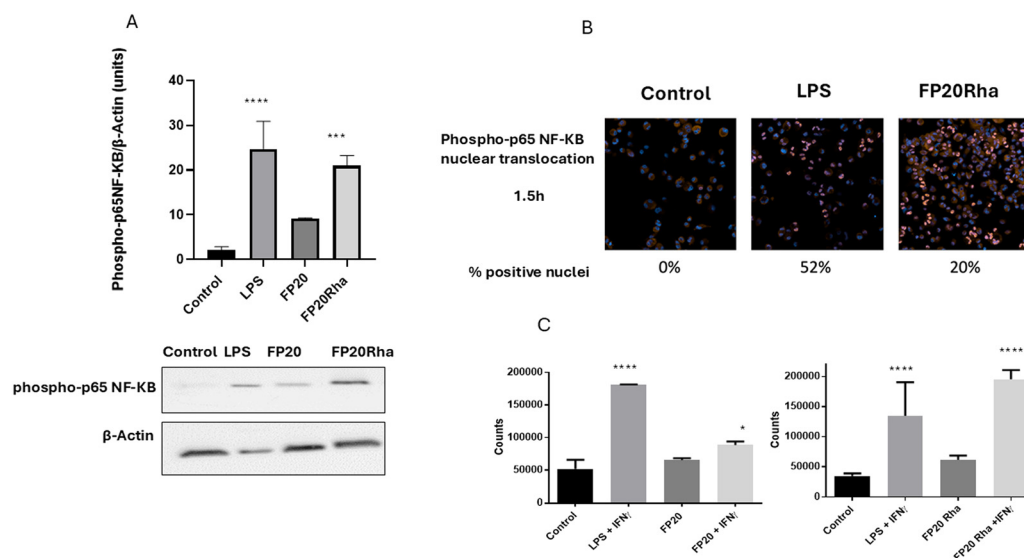 A
Phospho-p65NF-KB/β-Actin (units)
40
30
20
10
0
****
***
Control
LPS
FP20
FP20Rha
Control LPS FP20 FP20Rha
phospho-p65 NF-KB
β-Actin
B
Control LPS FP20Rha
Phospho-p65 NF-KB
nuclear translocation
1.5h
% positive nuclei 0% 52% 20%
C
Counts
200000
150000
100000
50000
0
****
*
Control
LPS + IFNγ
FP20
FP20 + IFNγ
Counts
200000
150000
100000
50000
0
****
****
Control
LPS + IFNγ
FP20 Rha
FP20 Rha +IFNγ